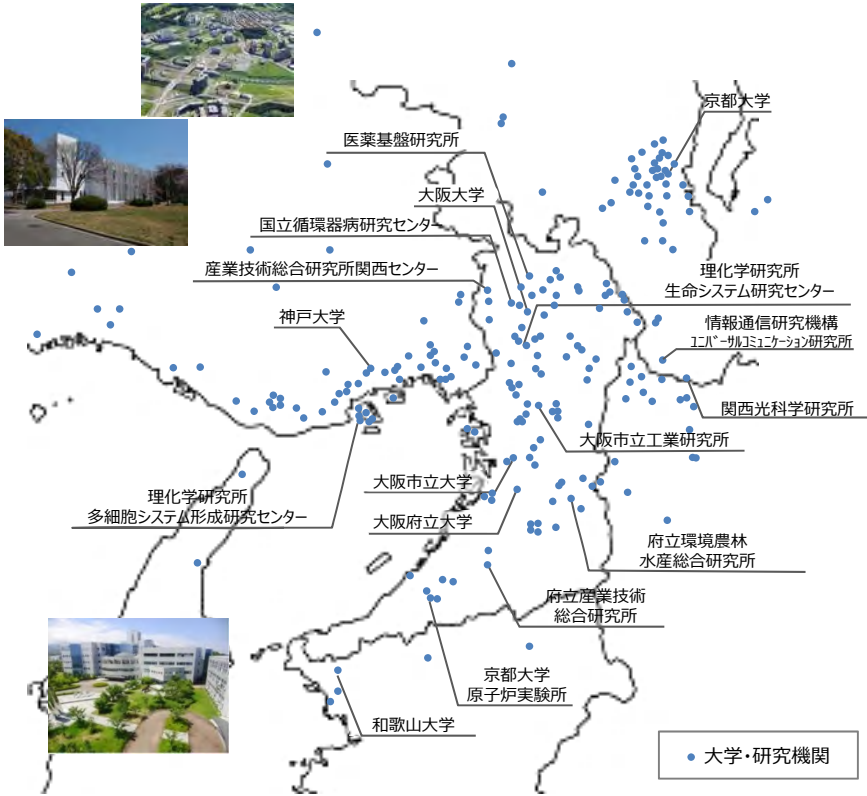 京都大学
医薬基盤研究所
大阪大学
国立循環器病研究センター
産業技術総合研究所関西センター
理化学研究所
生命システム研究センター
神戸大学
情報通信研究機構
ユニバーサルコミュニケーション研究所
関西光科学研究所
大阪市立工業研究所
大阪市立大学
理化学研究所
多細胞システム形成研究センター
大阪府立大学
府立環境農林
水産総合研究所
府立産業技術
総合研究所
京都大学
原子炉実験所
和歌山大学
大学・研究機関